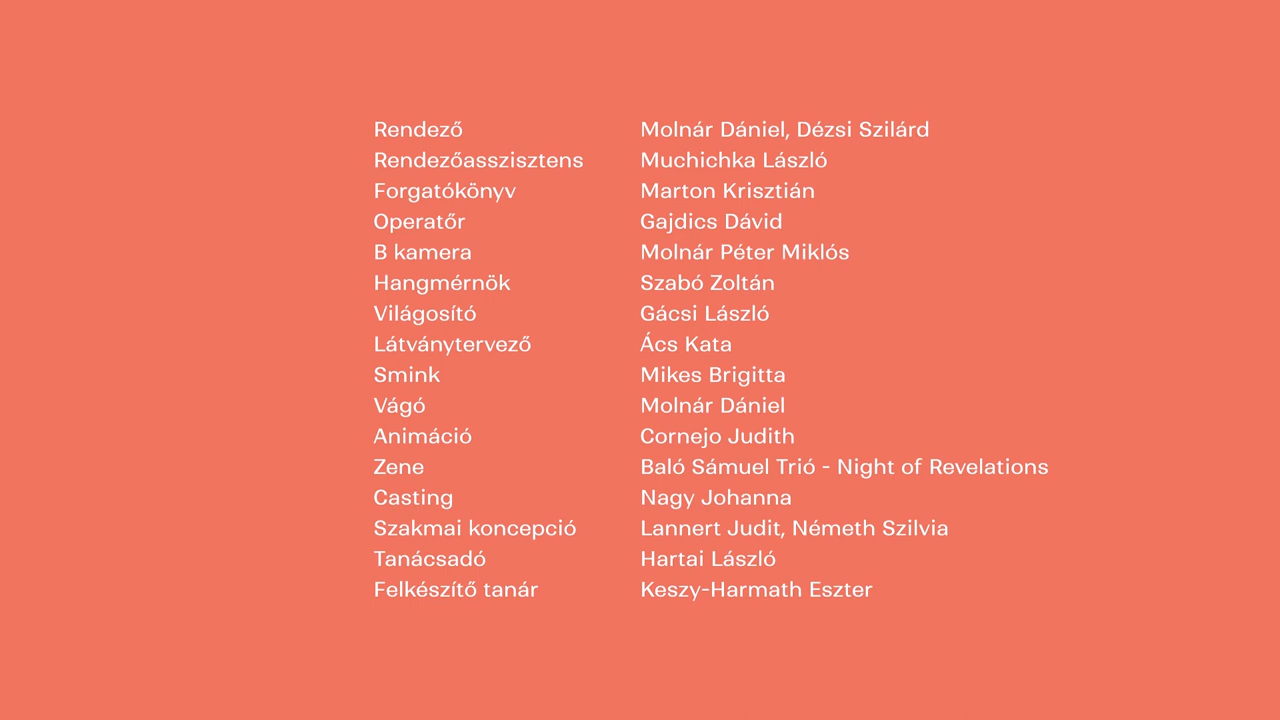 Rendező Molnár Dániel, Dézsi Szilárd
Rendezőasszisztens Muchichka László
Forgatókönyv Marton Krisztián
Operatőr Gajdics Dávid
B kamera Molnár Péter Miklós
Hangmérnök Szabó Zoltán
Világosító Gácsi László
Látványtervező Ács Kata
Smink Mikes Brigitta
Vágó Molnár Dániel
Animáció Cornejo Judith
Zene Baló Sámuel Trió - Night of Revelations
Casting Nagy Johanna
Szakmai koncepció Lannert Judit, Németh Szilvia
Tanácsadó Hartai László
Felkészítő tanár Keszy-Harmath Eszter